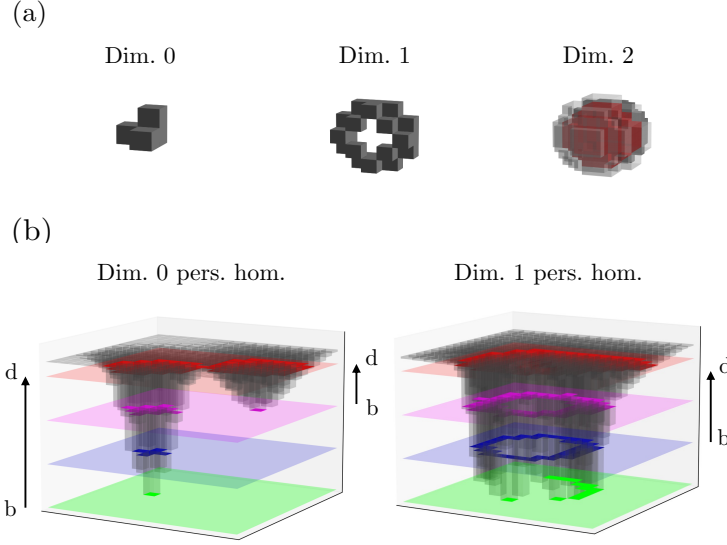 (a)
Dim. 0
Dim. 1
Dim. 2
(b)
Dim. 0 pers. hom.
Dim. 1 pers. hom.
d
b
d
b
d
b